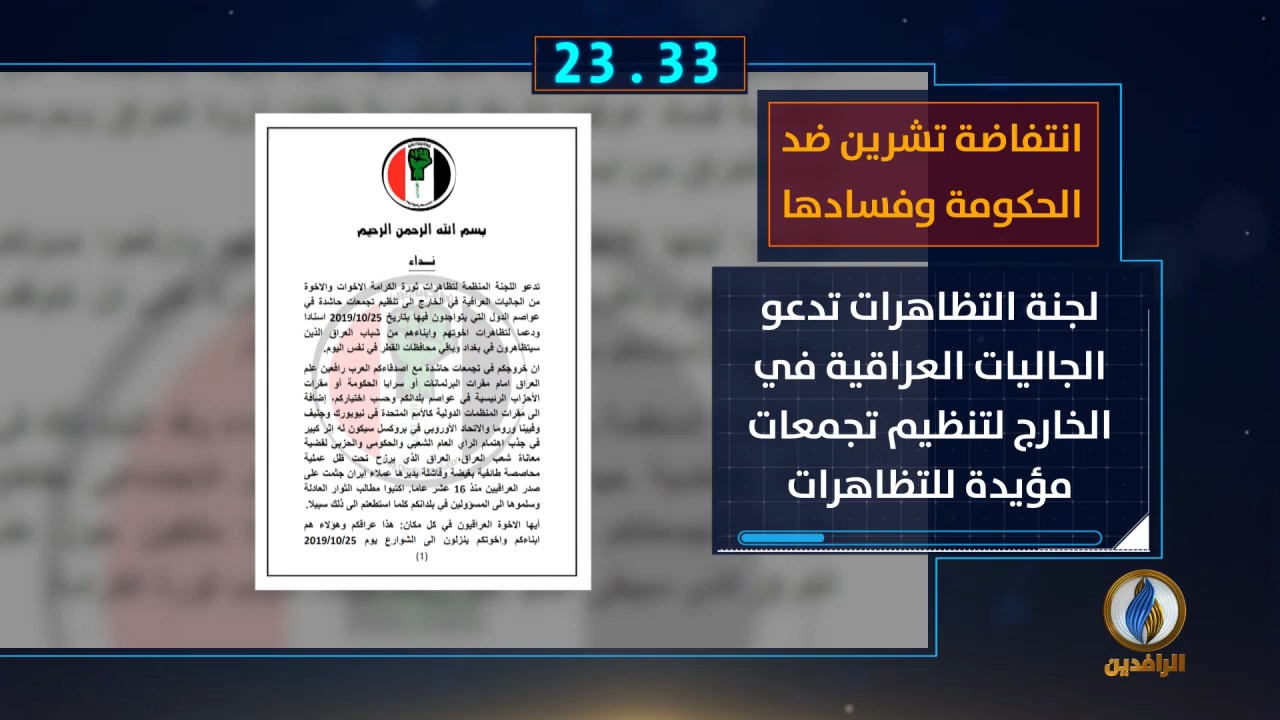 23.33
انتفاضة تشرين ضد
الحكومة وفسادها
لجنة التظاهرات تدعو
الجاليات العراقية في
الخارج لتنظيم تجمعات
مؤيدة للتظاهرات
بسم الله الرحمن الرحيم
نـــداء
تدعو اللجنة المنظمة لتظاهرات ثورة الكرامة الاخوات والاخوة
من الجاليات العراقية في الخارج الى تنظيم تجمعات حاشدة في
عواصم الدول التي يتواجدون فيها بتاريخ 2019/10/25 اسنادا
ودعما لتظاهرات اخوتهم وابناءهم من شباب العراق الذين
سيتظاهرون في بغداد وباقي محافظات القطر في نفس اليوم.
ان خروجكم في تجمعات حاشدة مع اصدقاءكم العرب رافعين علم
العراق امام مقرات البرلمانات أو سرايا الحكومة أو مقرات
الأحزاب الرئيسية في عواصم بلدانكم وحسب اختياركم، إضافة
الى مقرات المنظمات الدولية كالأمم المتحدة في نيويورك وجنيف
وفيينا وروما والاتحاد الأوروبي في بروكسل سيكون له إثر كبير
في جذب اهتمام الراي العام الشعبي والحكومي والحزبي لقضية
معاناة شعب العراق، العراق الذي يرزح تحت ظل عملية
محاصصة طائفية بغيضة وفاشلة يديرها عملاء ايران جثمت على
صدر العراقيين منذ 16 عشر عاما. اكتبوا مطالب الثوار العادلة
وسلموها الى المسؤولين في بلدانكم كلما استطعتم الى ذلك سبيلا.
أيها الاخوة العراقيون في كل مكان: هذا عراقكم وهؤلاء هم
ابناءكم واخوتكم ينزلون الى الشوارع يوم 2019/10/25
(1)
الرافدين